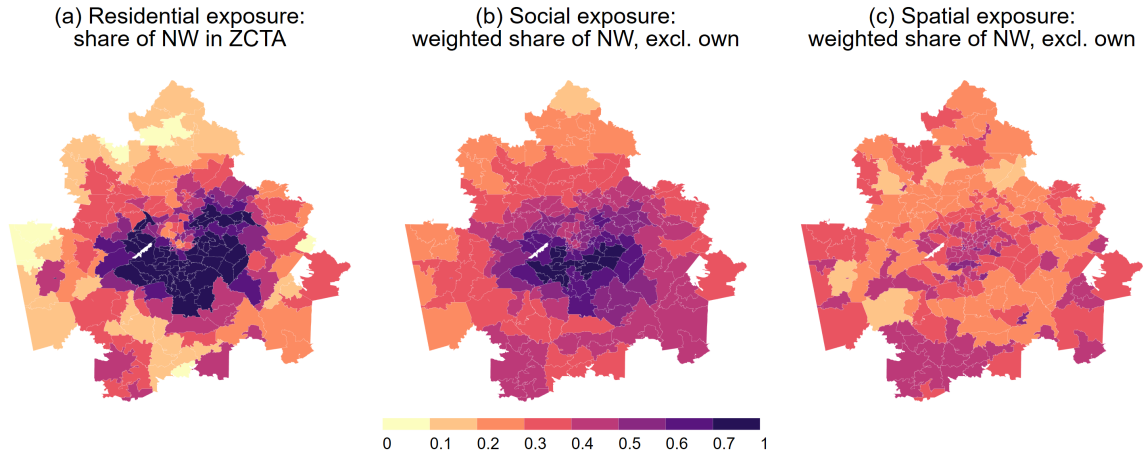 (a) Residential exposure:
share of NW in ZCTA
(b) Social exposure:
weighted share of NW, excl. own
(c) Spatial exposure:
weighted share of NW, excl. own
0 0.1 0.2 0.3 0.4 0.5 0.6 0.7 1